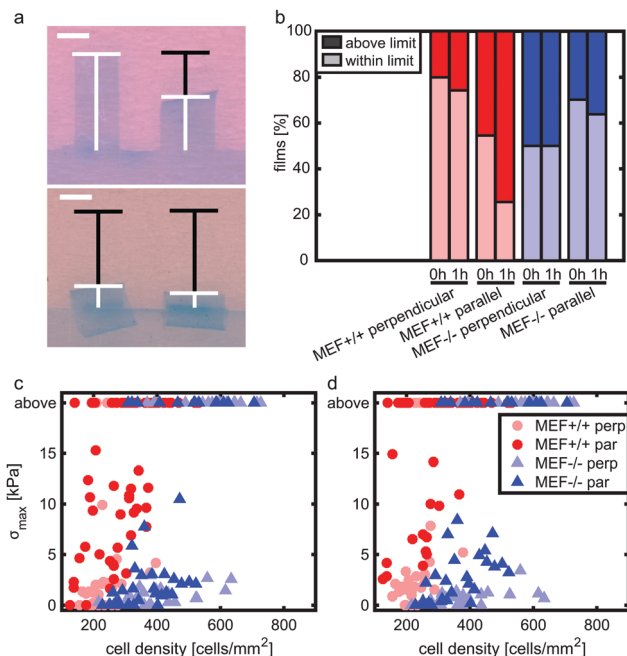 a
b
above limit
within limit
100
80
60
40
20
0
films [%]
0h 1h 0h 1h 0h 1h 0h 1h
MEF+/+ perpendicular
MEF+/+ parallel
MEF-/- perpendicular
MEF-/- parallel
c
d
above
15
10
5
0
σmax [kPa]
200 400 600 800
cell density [cells/mm²]
above
15
10
5
0
200 400 600 800
cell density [cells/mm²]
MEF+/+ perp
MEF+/+ par
MEF-/- perp
MEF-/- par